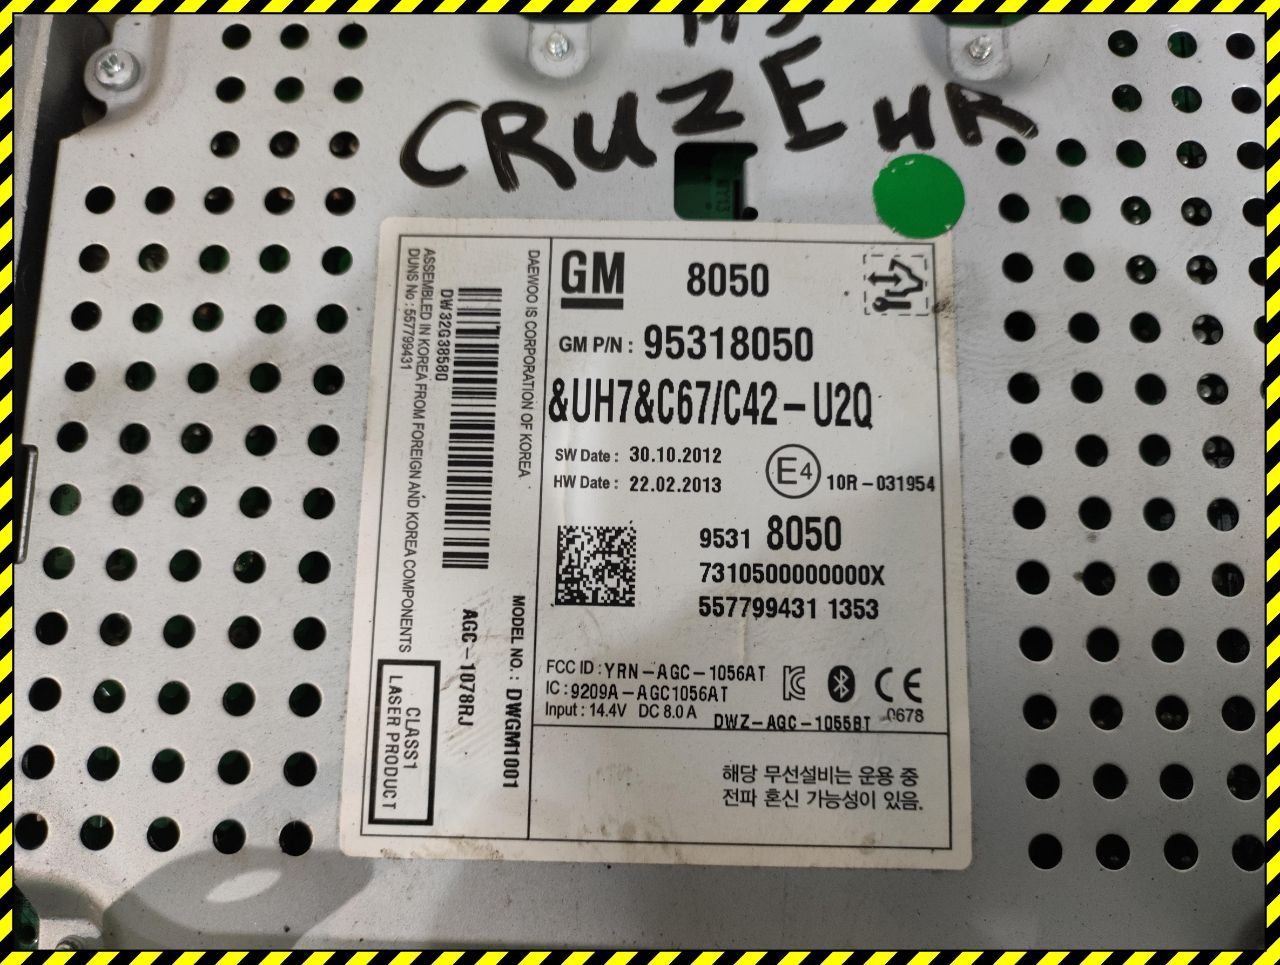 CRUZE HR
GM 8050
GM P/N : 95318050
&UH7&C67/C42-U2Q
SW Date : 30.10.2012
HW Date : 22.02.2013
E4 10R-031954
9531 8050
7310500000000X
557799431 1353
FCC ID : YRN-AGC-1056AT
IC : 9209A-AGC1056AT
Input : 14.4V DC 8.0 A
DWZ-AGC-1055BT
CE 0678
해당 무선설비는 운용 중
전파 혼신 가능성이 있음.
DAEWOO IS CORPORATION OF KOREA
MODEL NO. : DWGM1001
AGC-1078RJ
DW32G38580
ASSEMBLED IN KOREA FROM FOREIGN AND KOREA COMPONENTS
DUNS No : 557799431
CLASS1
LASER PRODUCT